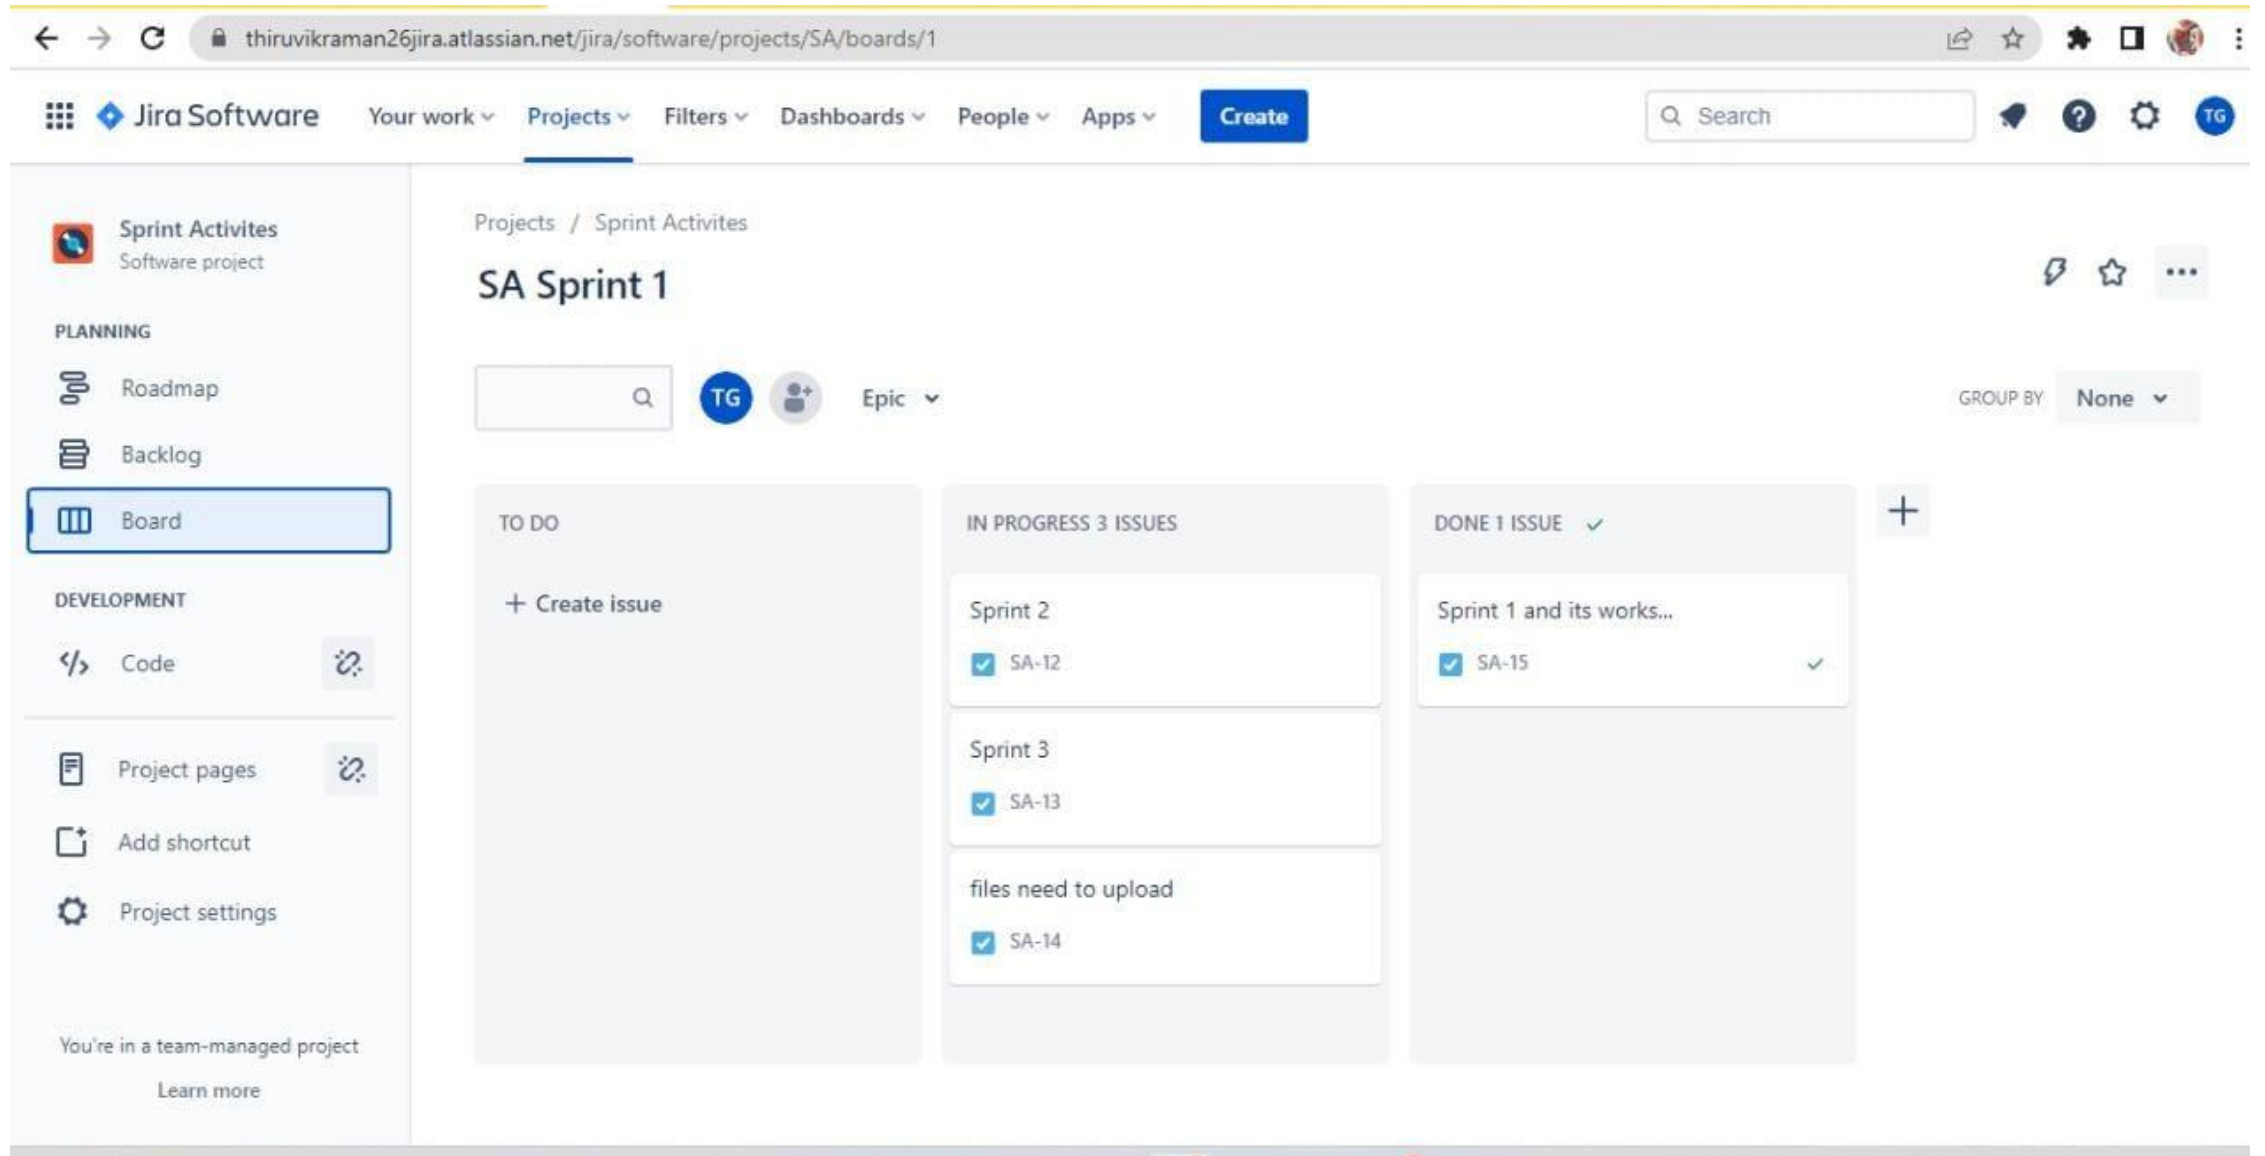 thiruvikraman26jira.atlassian.net/jira/software/projects/SA/boards/1
Jira Software Your work Projects Filters Dashboards People Apps Create Search TG
Sprint Activites
Software project
PLANNING
Roadmap
Backlog
Board
DEVELOPMENT
Code
Project pages
Add shortcut
Project settings
You're in a team-managed project
Learn more
Projects / Sprint Activites
SA Sprint 1
TG Epic GROUP BY None
TO DO
+ Create issue
IN PROGRESS 3 ISSUES
Sprint 2
SA-12
Sprint 3
SA-13
files need to upload
SA-14
DONE 1 ISSUE
Sprint 1 and its works...
SA-15